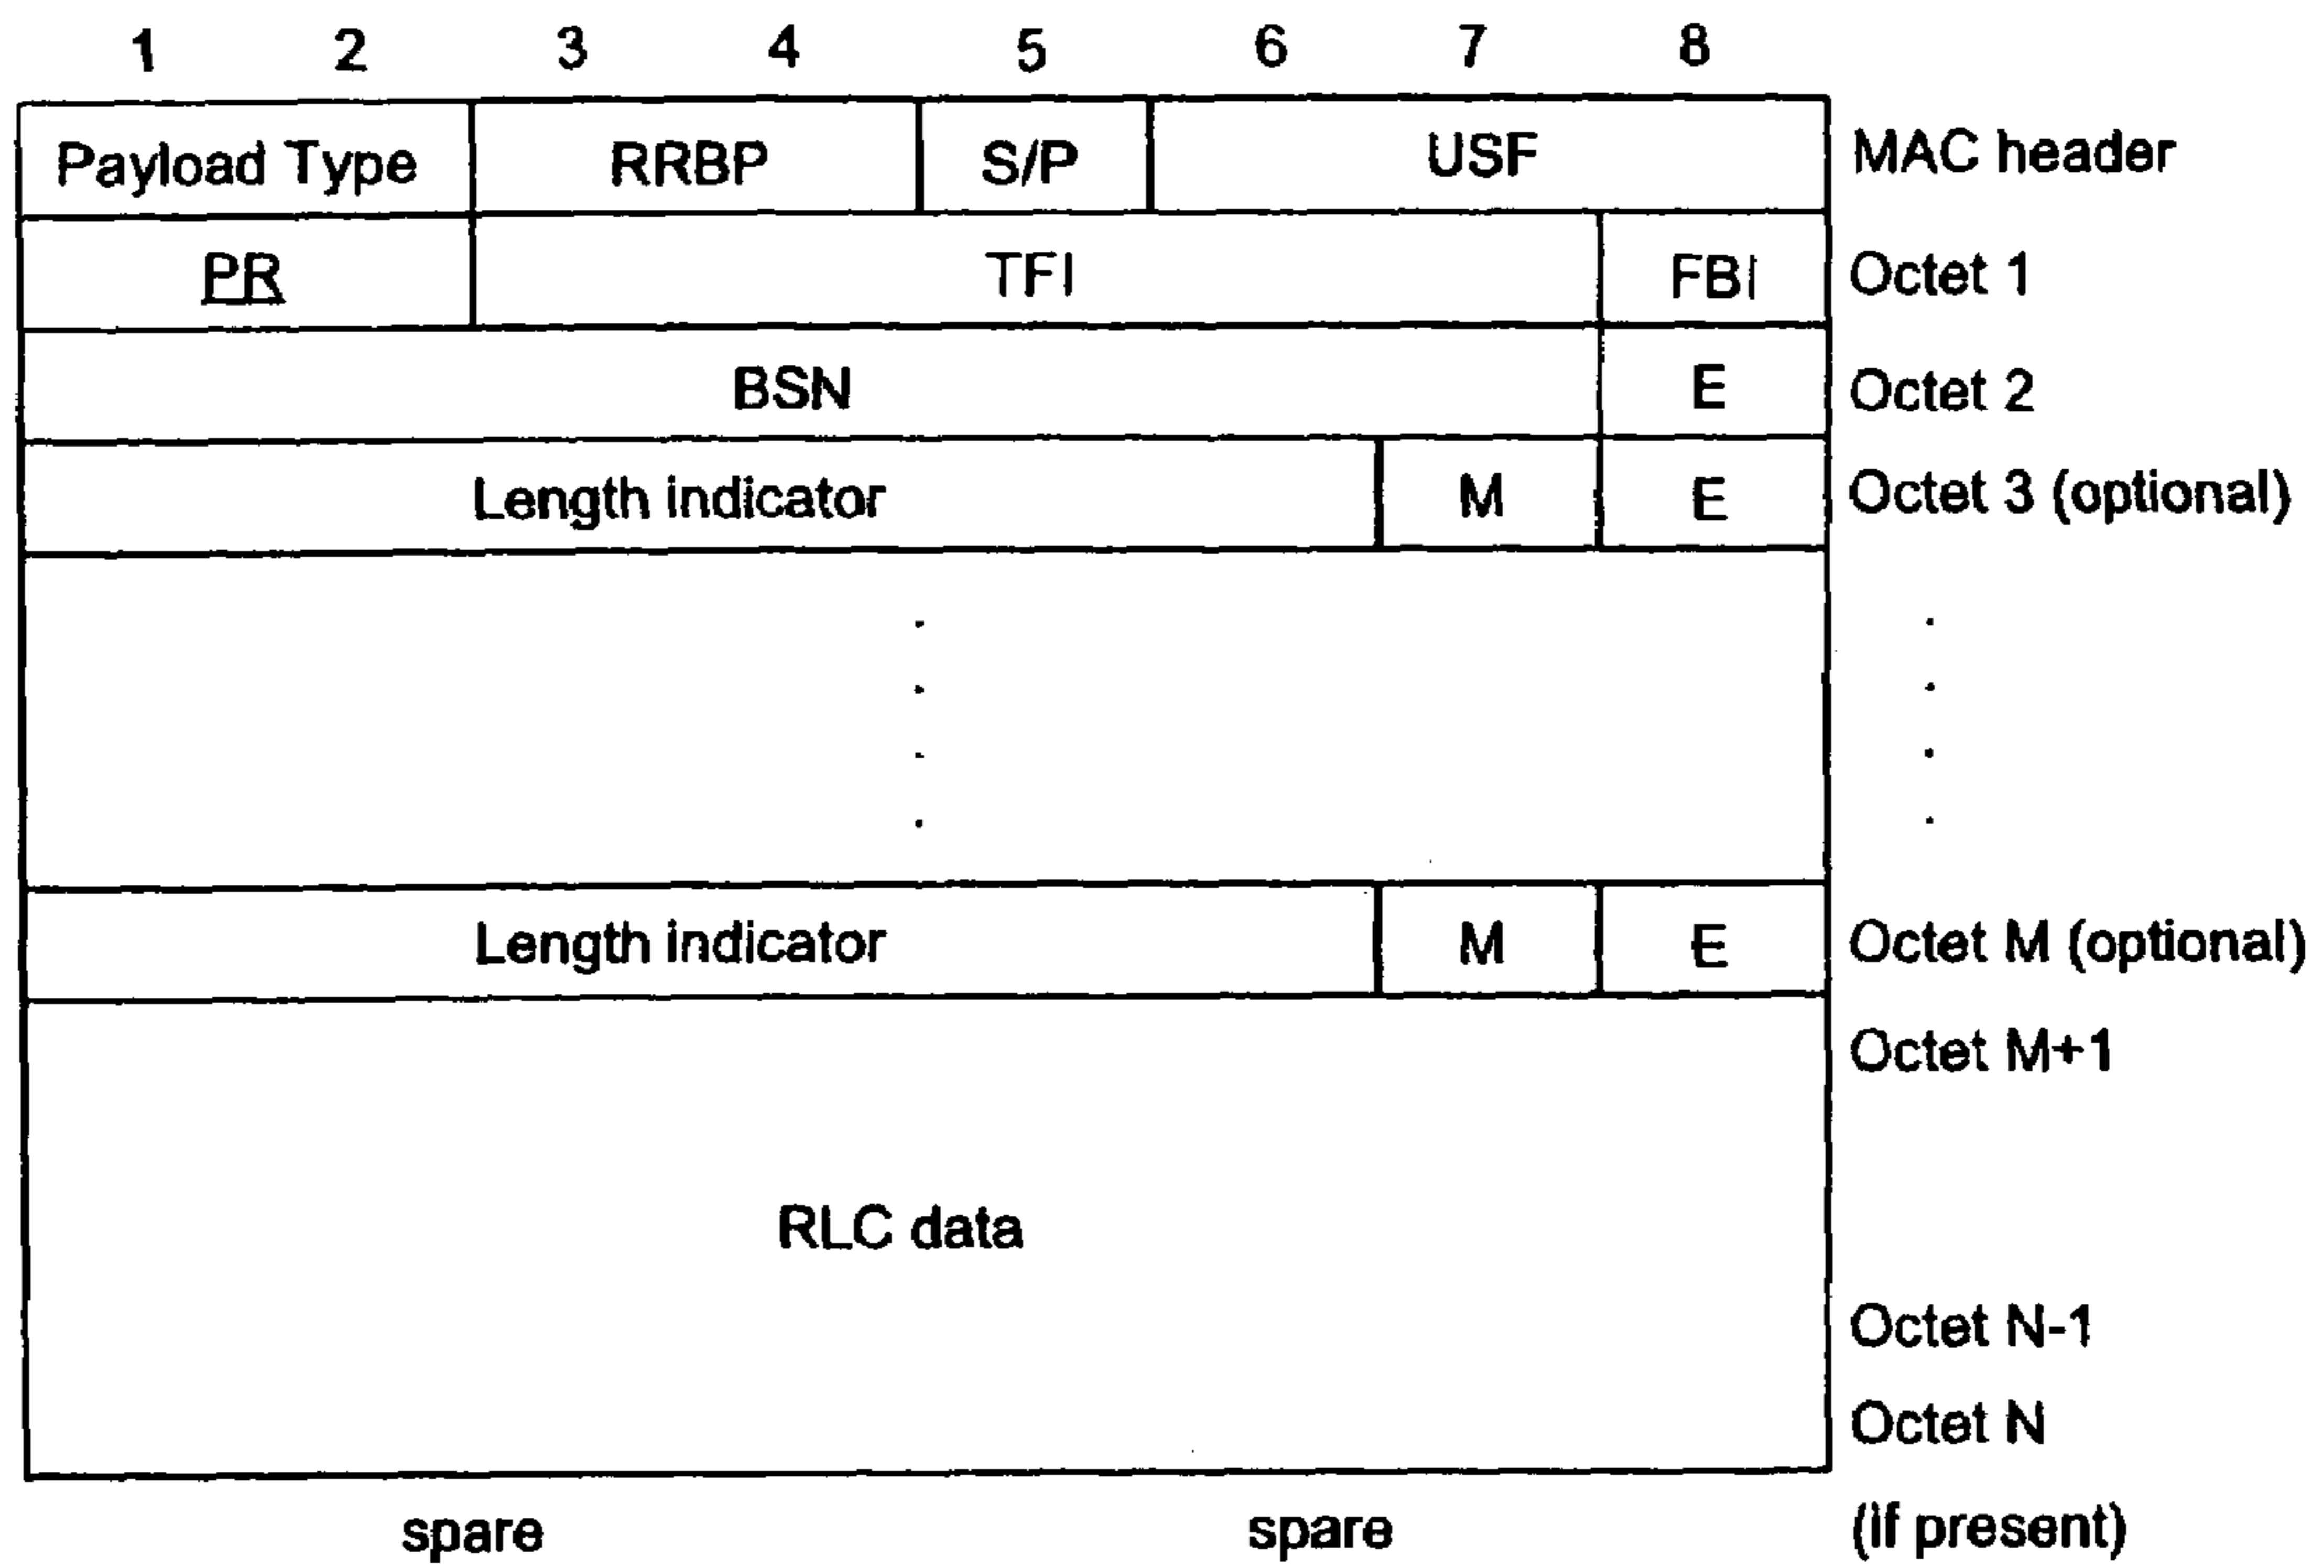 1 2 3 4 5 6 7 8
Payload Type RRBP S/P USF MAC header
PR TFI FBI Octet 1
BSN E Octet 2
Length indicator M E Octet 3 (optional)
Length indicator M E Octet M (optional)
Octet M+1
RLC data
Octet N-1
Octet N
spare spare (if present)